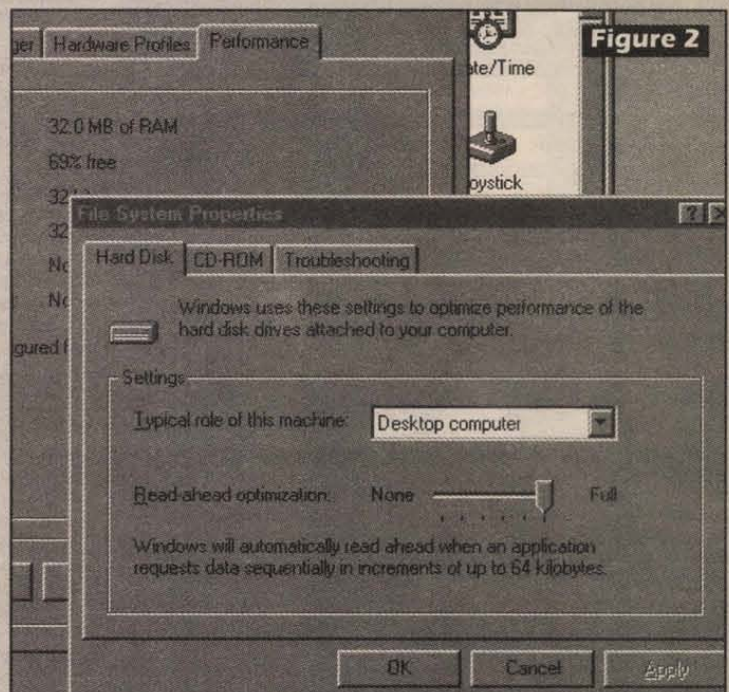 Hardware Profiles Performance
Figure 2
32.0 MB of RAM
69% free
32
32
File System Properties
Hard Disk CD-ROM Troubleshooting
Windows uses these settings to optimize performance of the
hard disk drives attached to your computer.
Settings
Typical role of this machine: Desktop computer
Read-ahead optimization: None Full
Windows will automatically read ahead when an application
requests data sequentially in increments of up to 64 kilobytes.
OK Cancel Apply
ate/Time
oystick